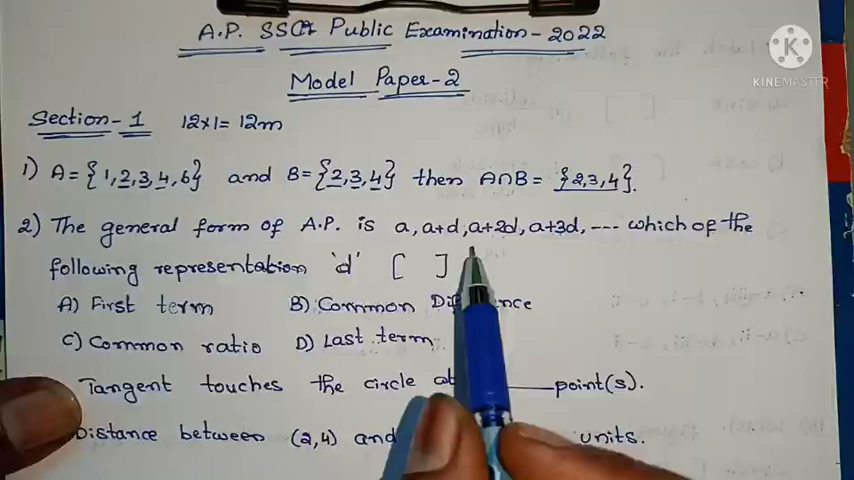 A.P. SSC Public Examination-2022
KINEMASTER
Model Paper-2
Section-1 12x1=12m
1) A={1,2,3,4,6} and B={2,3,4} then A∩B= {2,3,4}.
2) The general form of A.P. is a, a+d, a+2d, a+3d, --- which of the
following representation 'd' [ ]
A) First term B) Common
C) Common ratio D) Last term
Tangent touches the circle at point(s).
Distance between (2,4) and units.